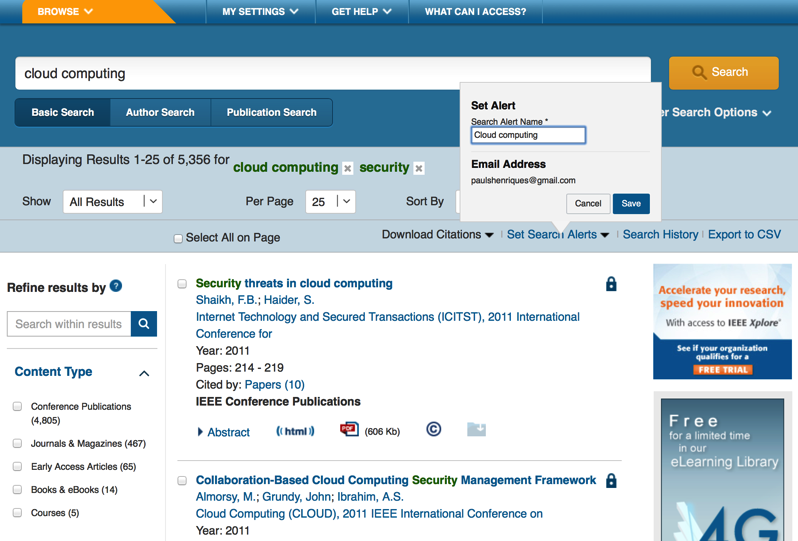 BROWSE
MY SETTINGS
GET HELP
WHAT CAN I ACCESS?
cloud computing
Search
Basic Search
Author Search
Publication Search
Search Options
Set Alert
Search Alert Name *
Cloud computing
Email Address
paulshenriques@gmail.com
Cancel
Save
Displaying Results 1-25 of 5,356 for
cloud computing x security x
Show
All Results
Per Page
25
Sort By
Select All on Page
Download Citations
Set Search Alerts
Search History
Export to CSV
Refine results by ?
Search within results
Content Type
Conference Publications
(4,805)
Journals & Magazines (467)
Early Access Articles (65)
Books & eBooks (14)
Courses (5)
Security threats in cloud computing
Shaikh, F.B.; Haider, S.
Internet Technology and Secured Transactions (ICITST), 2011 International
Conference for
Year: 2011
Pages: 214 - 219
Cited by: Papers (10)
IEEE Conference Publications
Abstract
((html))
PDF
(606 Kb)
©
Collaboration-Based Cloud Computing Security Management Framework
Almorsy, M.; Grundy, John; Ibrahim, A.S.
Cloud Computing (CLOUD), 2011 IEEE International Conference on
Year: 2011
Accelerate your research,
speed your innovation
With access to IEEE Xplore®
See if your organization
qualifies for a
FREE TRIAL
Free
for a limited time
in our
eLearning Library
4G